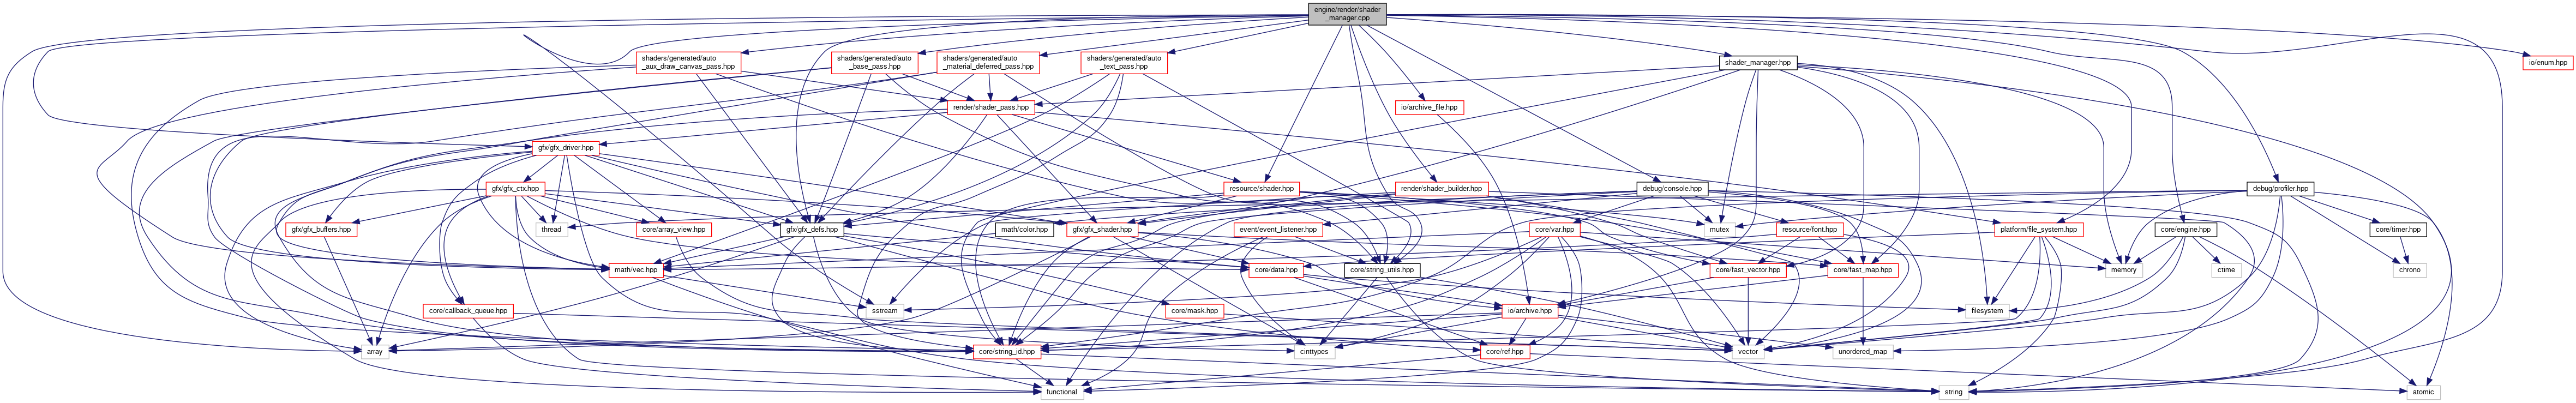 engine/render/shader
_manager.cpp
shaders/generated/auto
_aux_draw_canvas_pass.hpp
shaders/generated/auto
_base_pass.hpp
shaders/generated/auto
_material_deferred_pass.hpp
shaders/generated/auto
_text_pass.hpp
shader_manager.hpp
io/enum.hpp
render/shader_pass.hpp
io/archive_file.hpp
gfx/gfx_driver.hpp
gfx/gfx_ctx.hpp
resource/shader.hpp
render/shader_builder.hpp
debug/console.hpp
debug/profiler.hpp
gfx/gfx_buffers.hpp
thread
core/array_view.hpp
gfx/gfx_defs.hpp
math/color.hpp
gfx/gfx_shader.hpp
event/event_listener.hpp
core/var.hpp
mutex
resource/font.hpp
platform/file_system.hpp
core/engine.hpp
core/timer.hpp
math/vec.hpp
core/data.hpp
core/string_utils.hpp
core/fast_vector.hpp
core/fast_map.hpp
memory
ctime
chrono
core/callback_queue.hpp
sstream
core/mask.hpp
io/archive.hpp
filesystem
array
core/string_id.hpp
cinttypes
core/ref.hpp
vector
unordered_map
functional
string
atomic